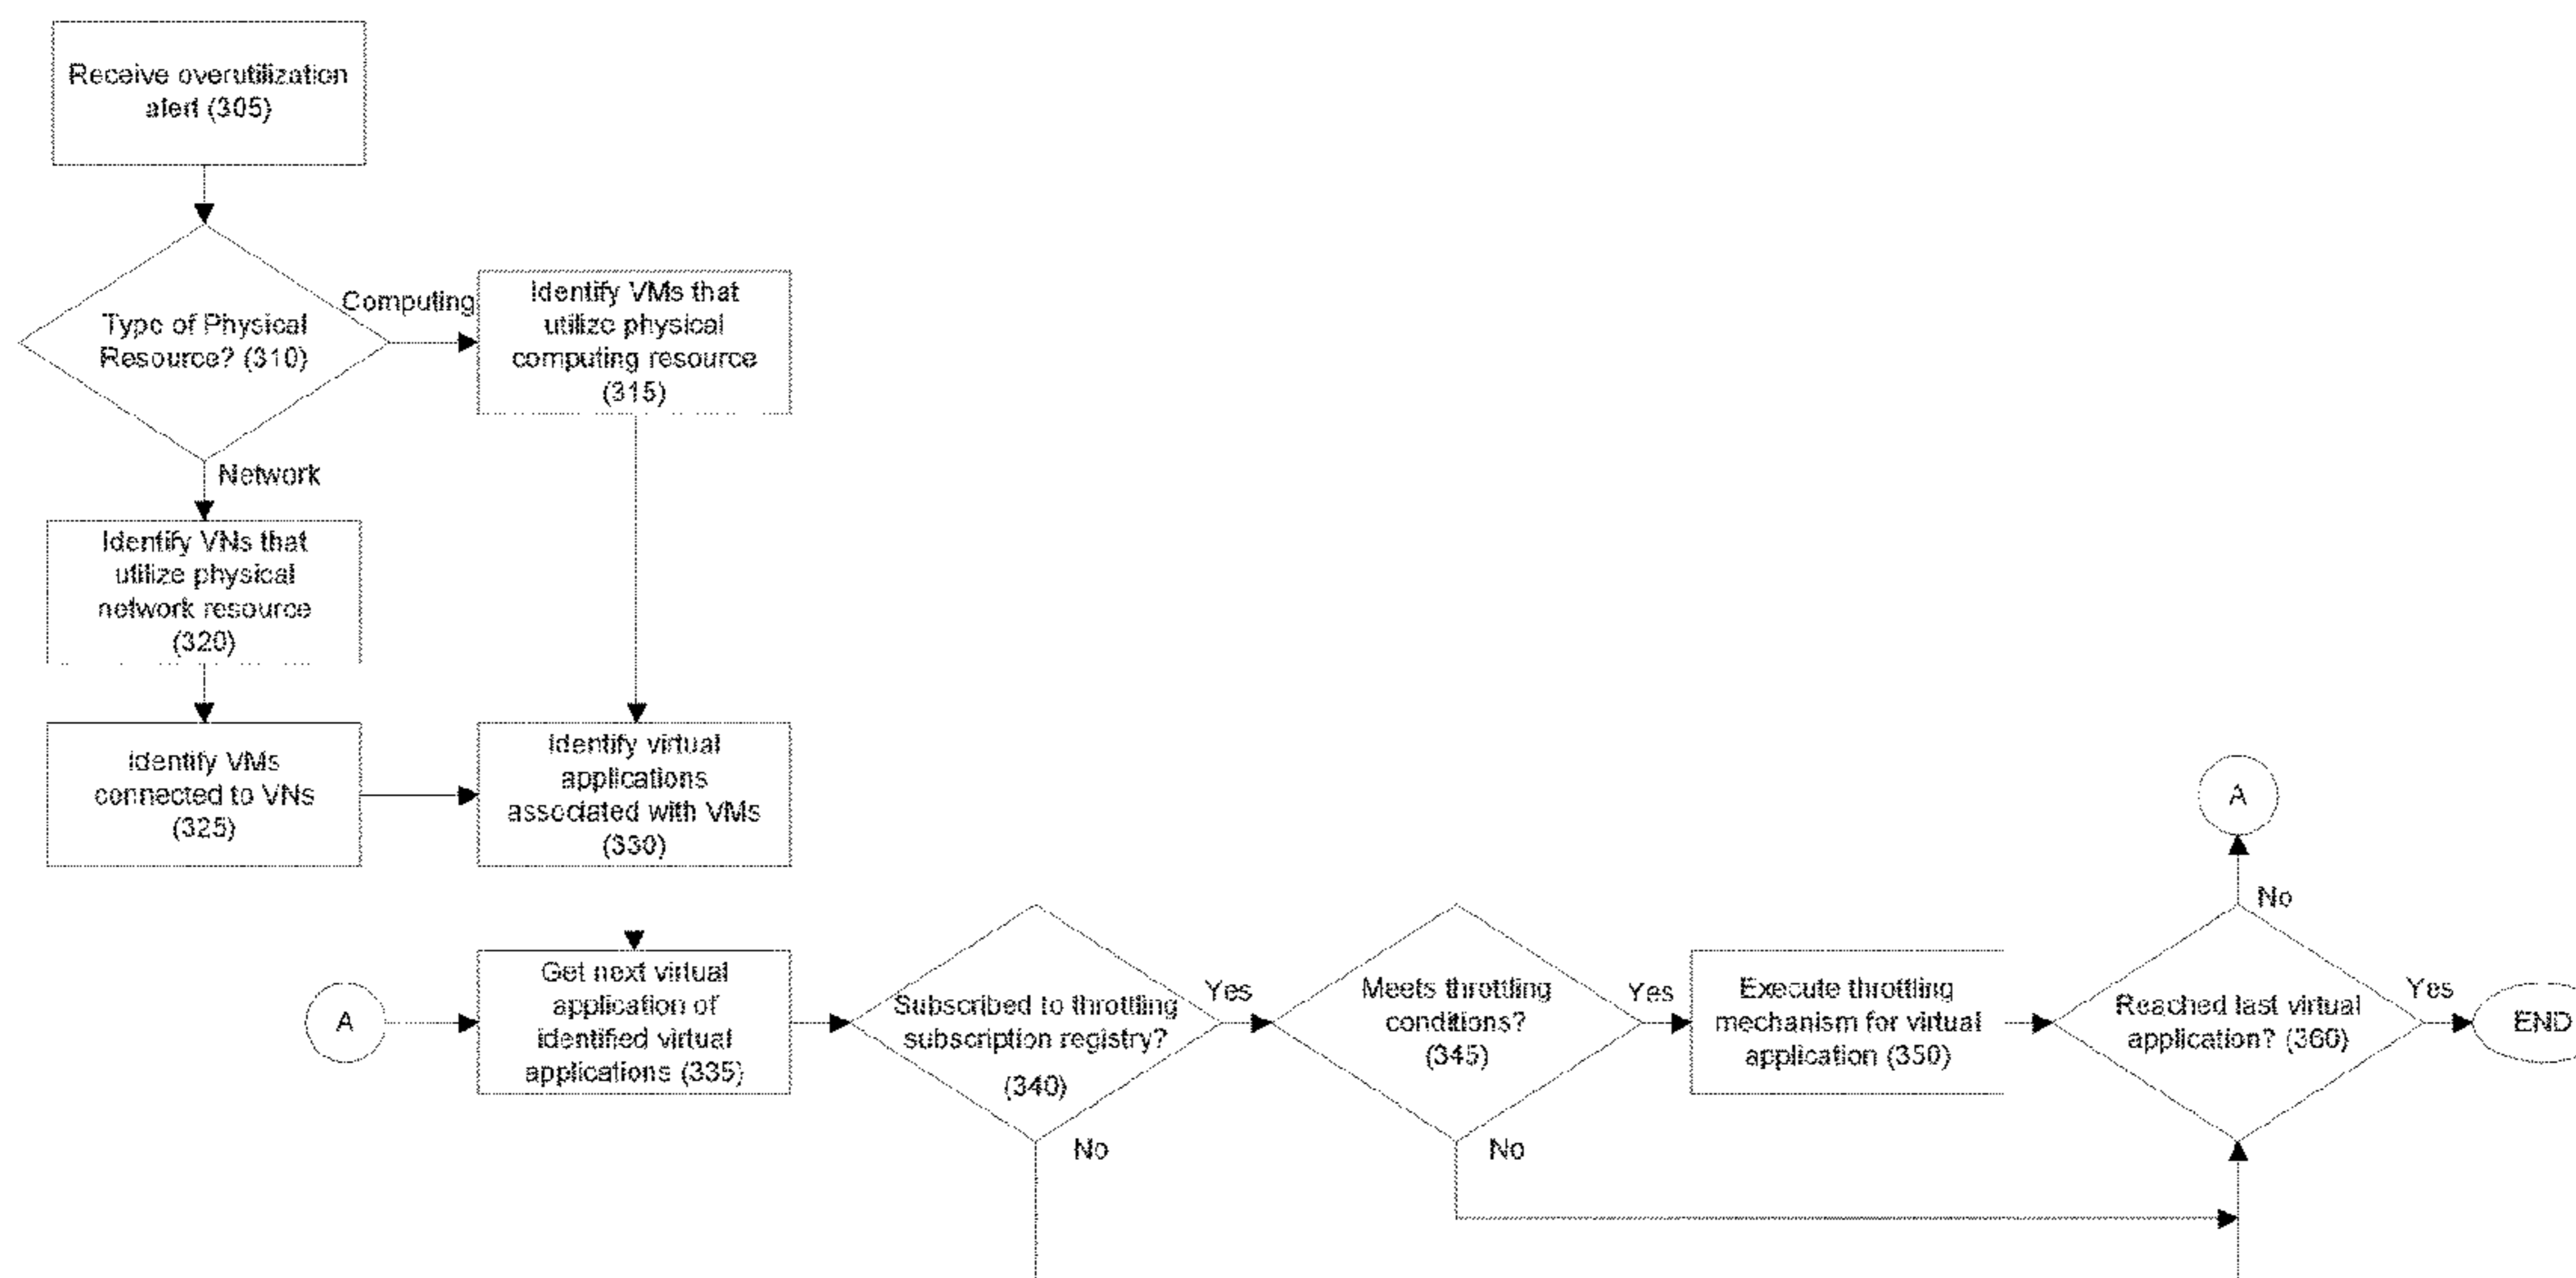 Receive overutilization
alert (305)
Type of Physical
Resource? (310)
Computing
Identify VMs that
utilize physical
computing resource
(315)
Network
Identify VNs that
utilize physical
network resource
(320)
Identify VMs
connected to VNs
(325)
Identify virtual
applications
associated with VMs
(330)
A
Get next virtual
application of
identified virtual
applications (335)
Subscribed to throttling
subscription registry?
(340)
Yes
No
Meets throttling
conditions?
(345)
Yes
No
Execute throttling
mechanism for virtual
application (350)
Reached last virtual
application? (360)
No
A
Yes
END